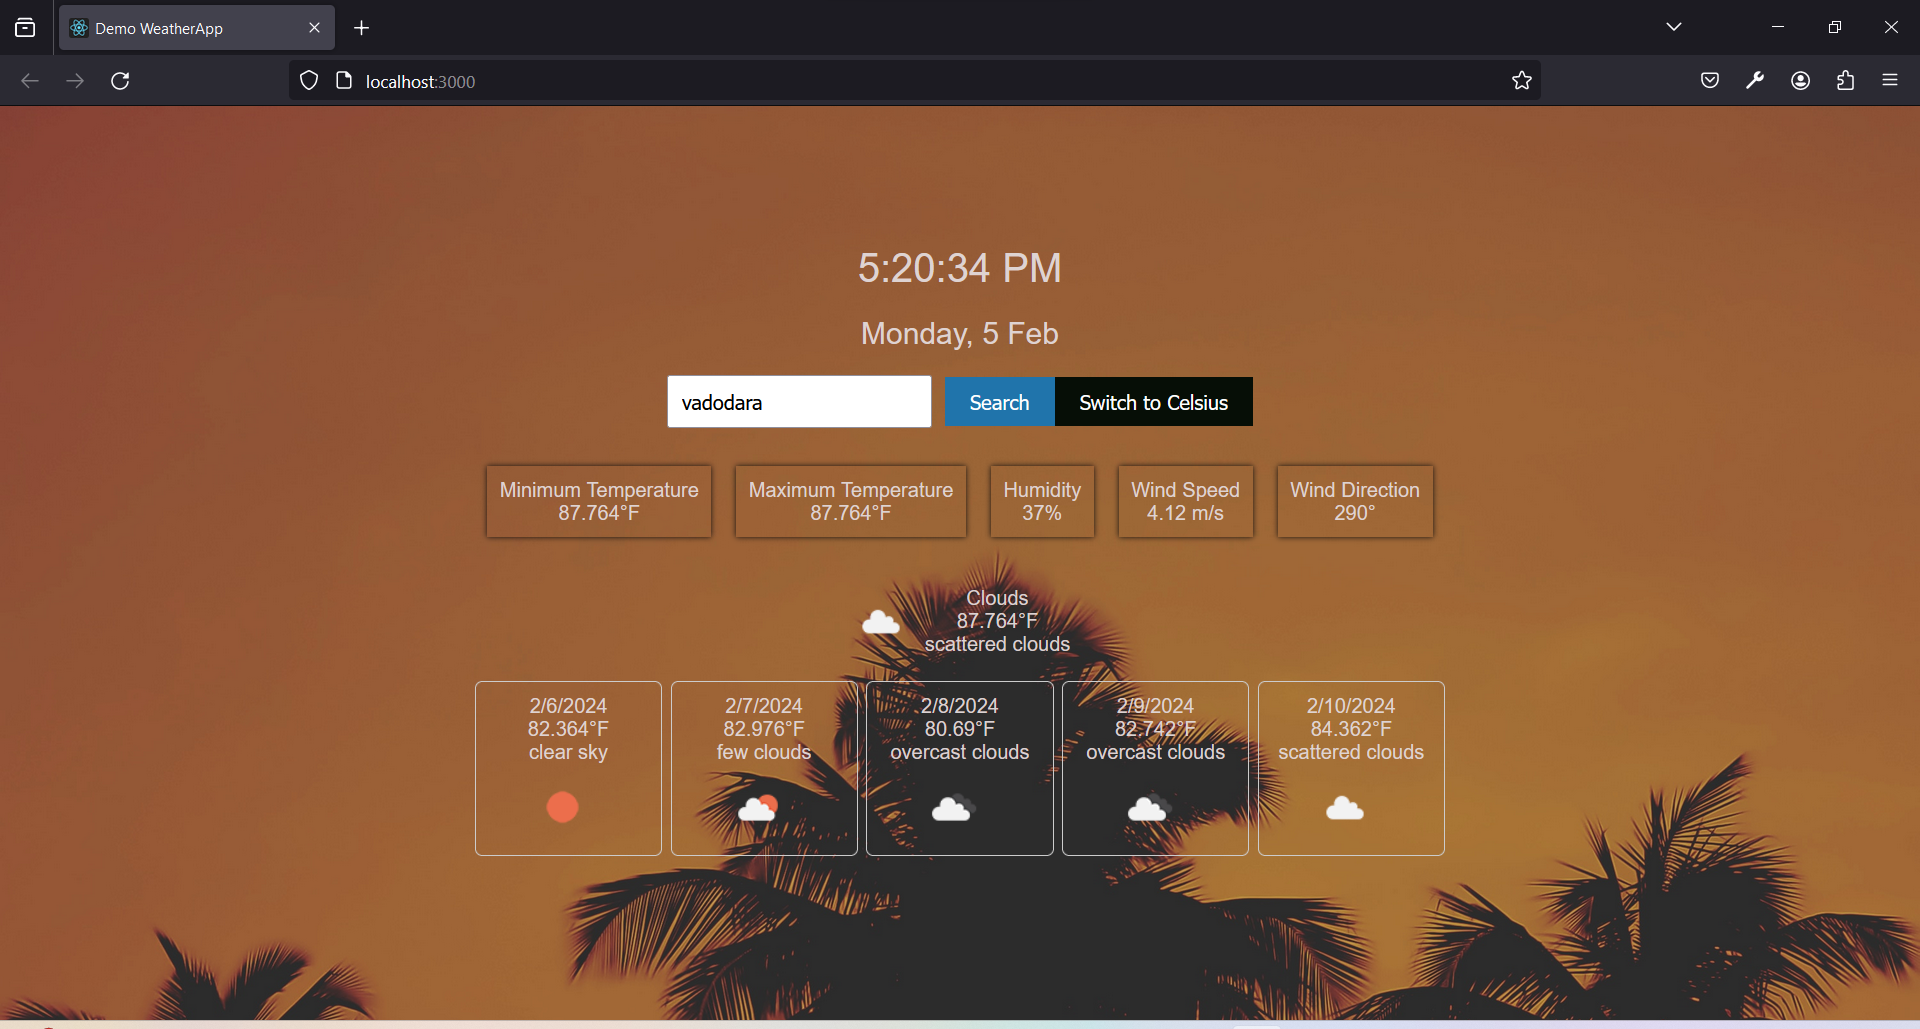 Demo WeatherApp
localhost:3000
5:20:34 PM
Monday, 5 Feb
vadodara
Search
Switch to Celsius
Minimum Temperature
87.764°F
Maximum Temperature
87.764°F
Humidity
37%
Wind Speed
4.12 m/s
Wind Direction
290°
Clouds
87.764°F
scattered clouds
2/6/2024
82.364°F
clear sky
2/7/2024
82.976°F
few clouds
2/8/2024
80.69°F
overcast clouds
2/9/2024
82.742°F
overcast clouds
2/10/2024
84.362°F
scattered clouds